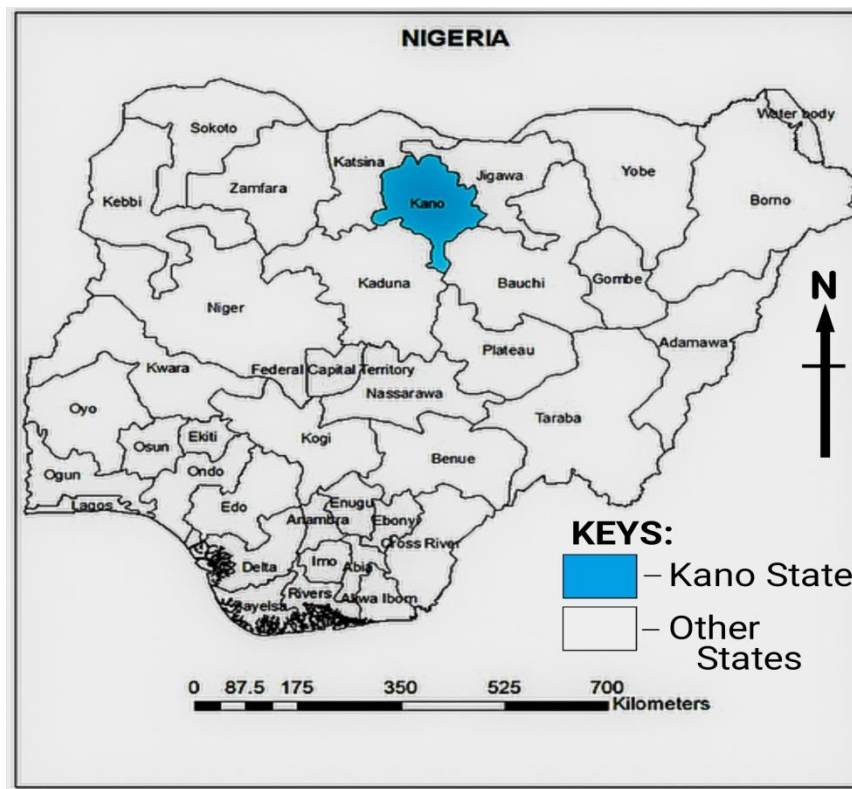 NIGERIA
Water body
Sokoto
Katsina
Jigawa
Yobe
Zamfara
Kebbi
Kano
Borno
Kaduna
Bauchi
Gombe
Niger
N
Adamawa
Plateau
Kwara
Federal Capital Territory
Nassarawa
Oyo
Taraba
Ekiti
Kogi
Osun
Benue
Ondo
Ogun
Edo
Enugu
Lagos
Anambra
Ebonyi
Cross River
KEYS:
Delta
Imo
Abia
– Kano State
Rivers
Akwa Ibom
Bayelsa
– Other
States
0 87.5 175 350 525 700
Kilometers